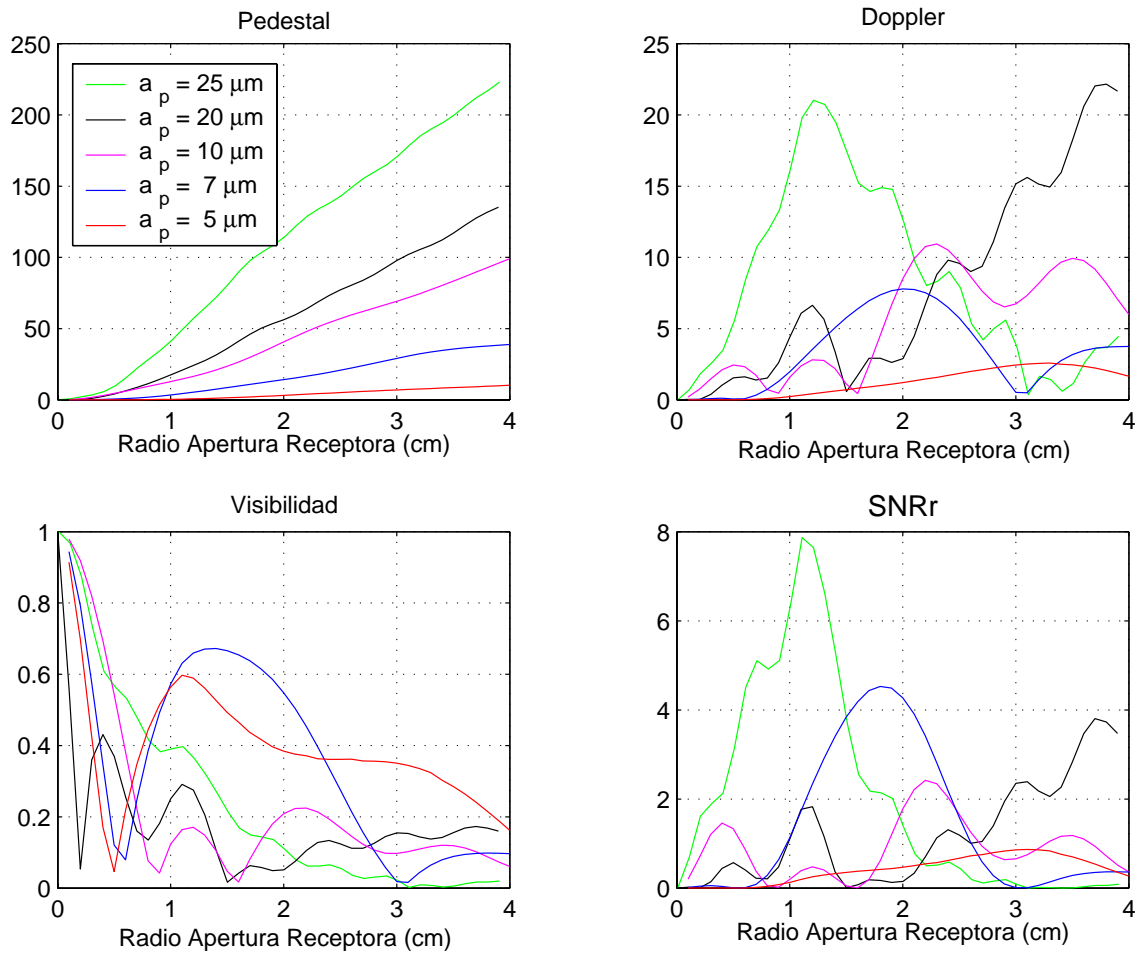 Pedestal
250
200
150
100
50
0
0 1 2 3 4
a p = 25 μm
a p = 20 μm
a p = 10 μm
a p = 7 μm
a p = 5 μm
Radio Apertura Receptora (cm)
Doppler
25
20
15
10
5
0
0 1 2 3 4
Radio Apertura Receptora (cm)
Visibilidad
1
0.8
0.6
0.4
0.2
0
0 1 2 3 4
Radio Apertura Receptora (cm)
SNRr
8
6
4
2
0
0 1 2 3 4
Radio Apertura Receptora (cm)